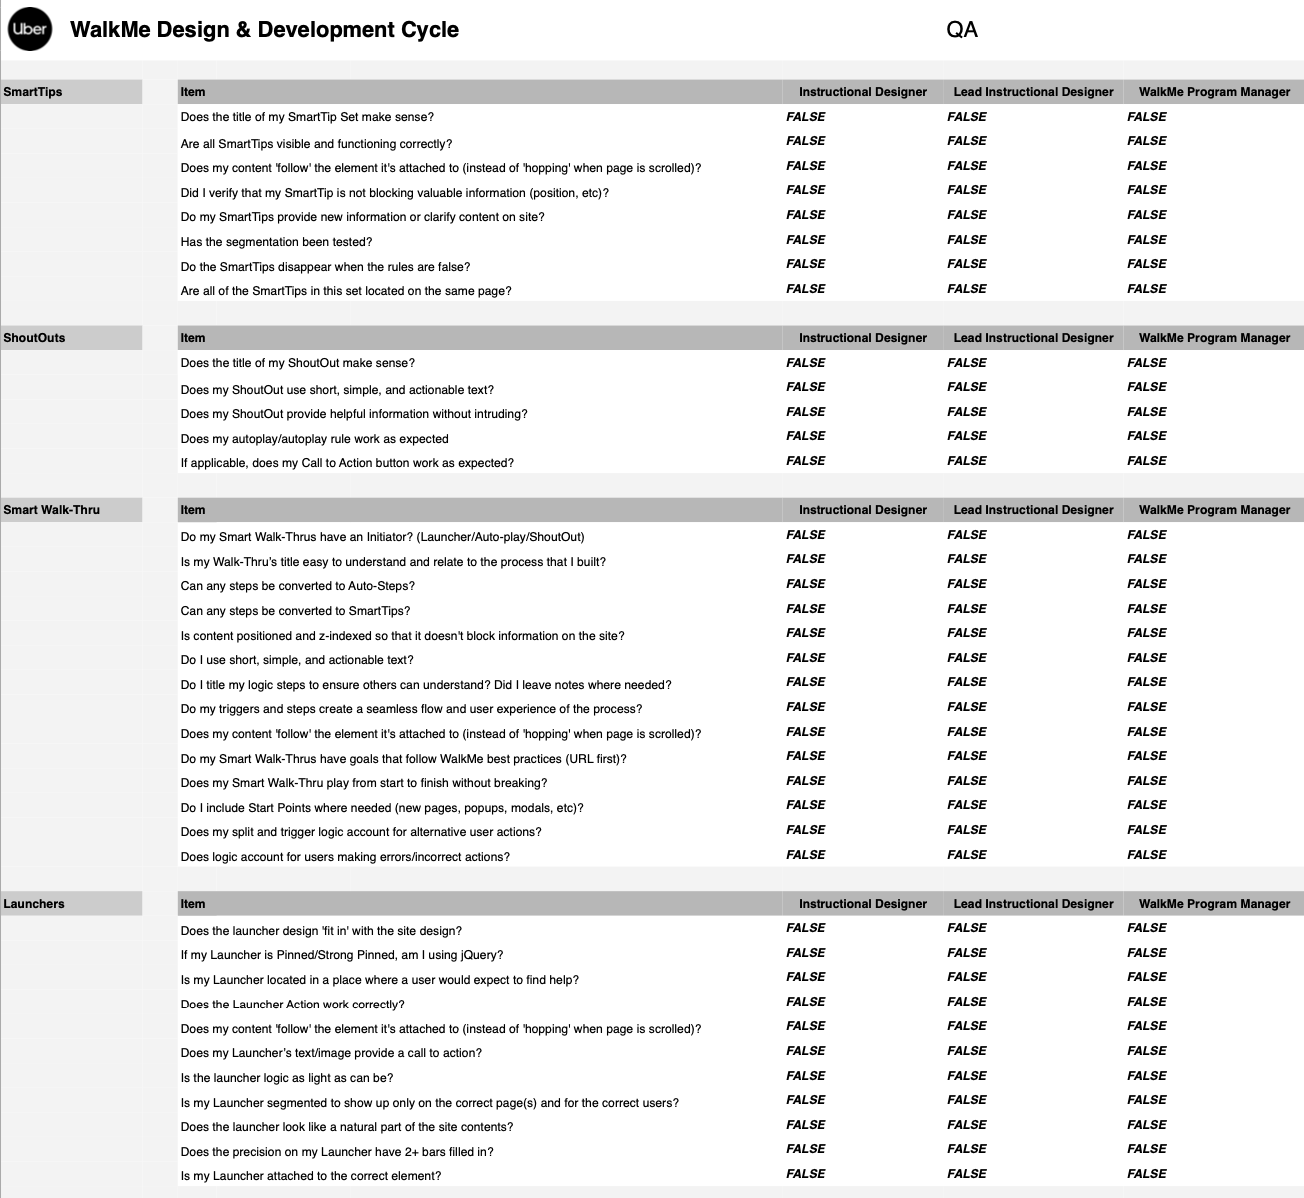 Uber WalkMe Design & Development Cycle QA
SmartTips Item Instructional Designer Lead Instructional Designer WalkMe Program Manager
Does the title of my SmartTip Set make sense? FALSE FALSE FALSE
Are all SmartTips visible and functioning correctly? FALSE FALSE FALSE
Does my content 'follow' the element it's attached to (instead of 'hopping' when page is scrolled)? FALSE FALSE FALSE
Did I verify that my SmartTip is not blocking valuable information (position, etc)? FALSE FALSE FALSE
Do my SmartTips provide new information or clarify content on site? FALSE FALSE FALSE
Has the segmentation been tested? FALSE FALSE FALSE
Do the SmartTips disappear when the rules are false? FALSE FALSE FALSE
Are all of the SmartTips in this set located on the same page? FALSE FALSE FALSE
ShoutOuts Item Instructional Designer Lead Instructional Designer WalkMe Program Manager
Does the title of my ShoutOut make sense? FALSE FALSE FALSE
Does my ShoutOut use short, simple, and actionable text? FALSE FALSE FALSE
Does my ShoutOut provide helpful information without intruding? FALSE FALSE FALSE
Does my autoplay/autoplay rule work as expected FALSE FALSE FALSE
If applicable, does my Call to Action button work as expected? FALSE FALSE FALSE
Smart Walk-Thru Item Instructional Designer Lead Instructional Designer WalkMe Program Manager
Do my Smart Walk-Thrus have an Initiator? (Launcher/Auto-play/ShoutOut) FALSE FALSE FALSE
Is my Walk-Thru's title easy to understand and relate to the process that I built? FALSE FALSE FALSE
Can any steps be converted to Auto-Steps? FALSE FALSE FALSE
Can any steps be converted to SmartTips? FALSE FALSE FALSE
Is content positioned and z-indexed so that it doesn't block information on the site? FALSE FALSE FALSE
Do I use short, simple, and actionable text? FALSE FALSE FALSE
Do I title my logic steps to ensure others can understand? Did I leave notes where needed? FALSE FALSE FALSE
Do my triggers and steps create a seamless flow and user experience of the process? FALSE FALSE FALSE
Does my content 'follow' the element it's attached to (instead of 'hopping' when page is scrolled)? FALSE FALSE FALSE
Do my Smart Walk-Thrus have goals that follow WalkMe best practices (URL first)? FALSE FALSE FALSE
Does my Smart Walk-Thru play from start to finish without breaking? FALSE FALSE FALSE
Do I include Start Points where needed (new pages, popups, modals, etc)? FALSE FALSE FALSE
Does my split and trigger logic account for alternative user actions? FALSE FALSE FALSE
Does logic account for users making errors/incorrect actions? FALSE FALSE FALSE
Launchers Item Instructional Designer Lead Instructional Designer WalkMe Program Manager
Does the launcher design 'fit in' with the site design? FALSE FALSE FALSE
If my Launcher is Pinned/Strong Pinned, am I using jQuery? FALSE FALSE FALSE
Is my Launcher located in a place where a user would expect to find help? FALSE FALSE FALSE
Does the Launcher Action work correctly? FALSE FALSE FALSE
Does my content 'follow' the element it's attached to (instead of 'hopping' when page is scrolled)? FALSE FALSE FALSE
Does my Launcher's text/image provide a call to action? FALSE FALSE FALSE
Is the launcher logic as light as can be? FALSE FALSE FALSE
Is my Launcher segmented to show up only on the correct page(s) and for the correct users? FALSE FALSE FALSE
Does the launcher look like a natural part of the site contents? FALSE FALSE FALSE
Does the precision on my Launcher have 2+ bars filled in? FALSE FALSE FALSE
Is my Launcher attached to the correct element? FALSE FALSE FALSE